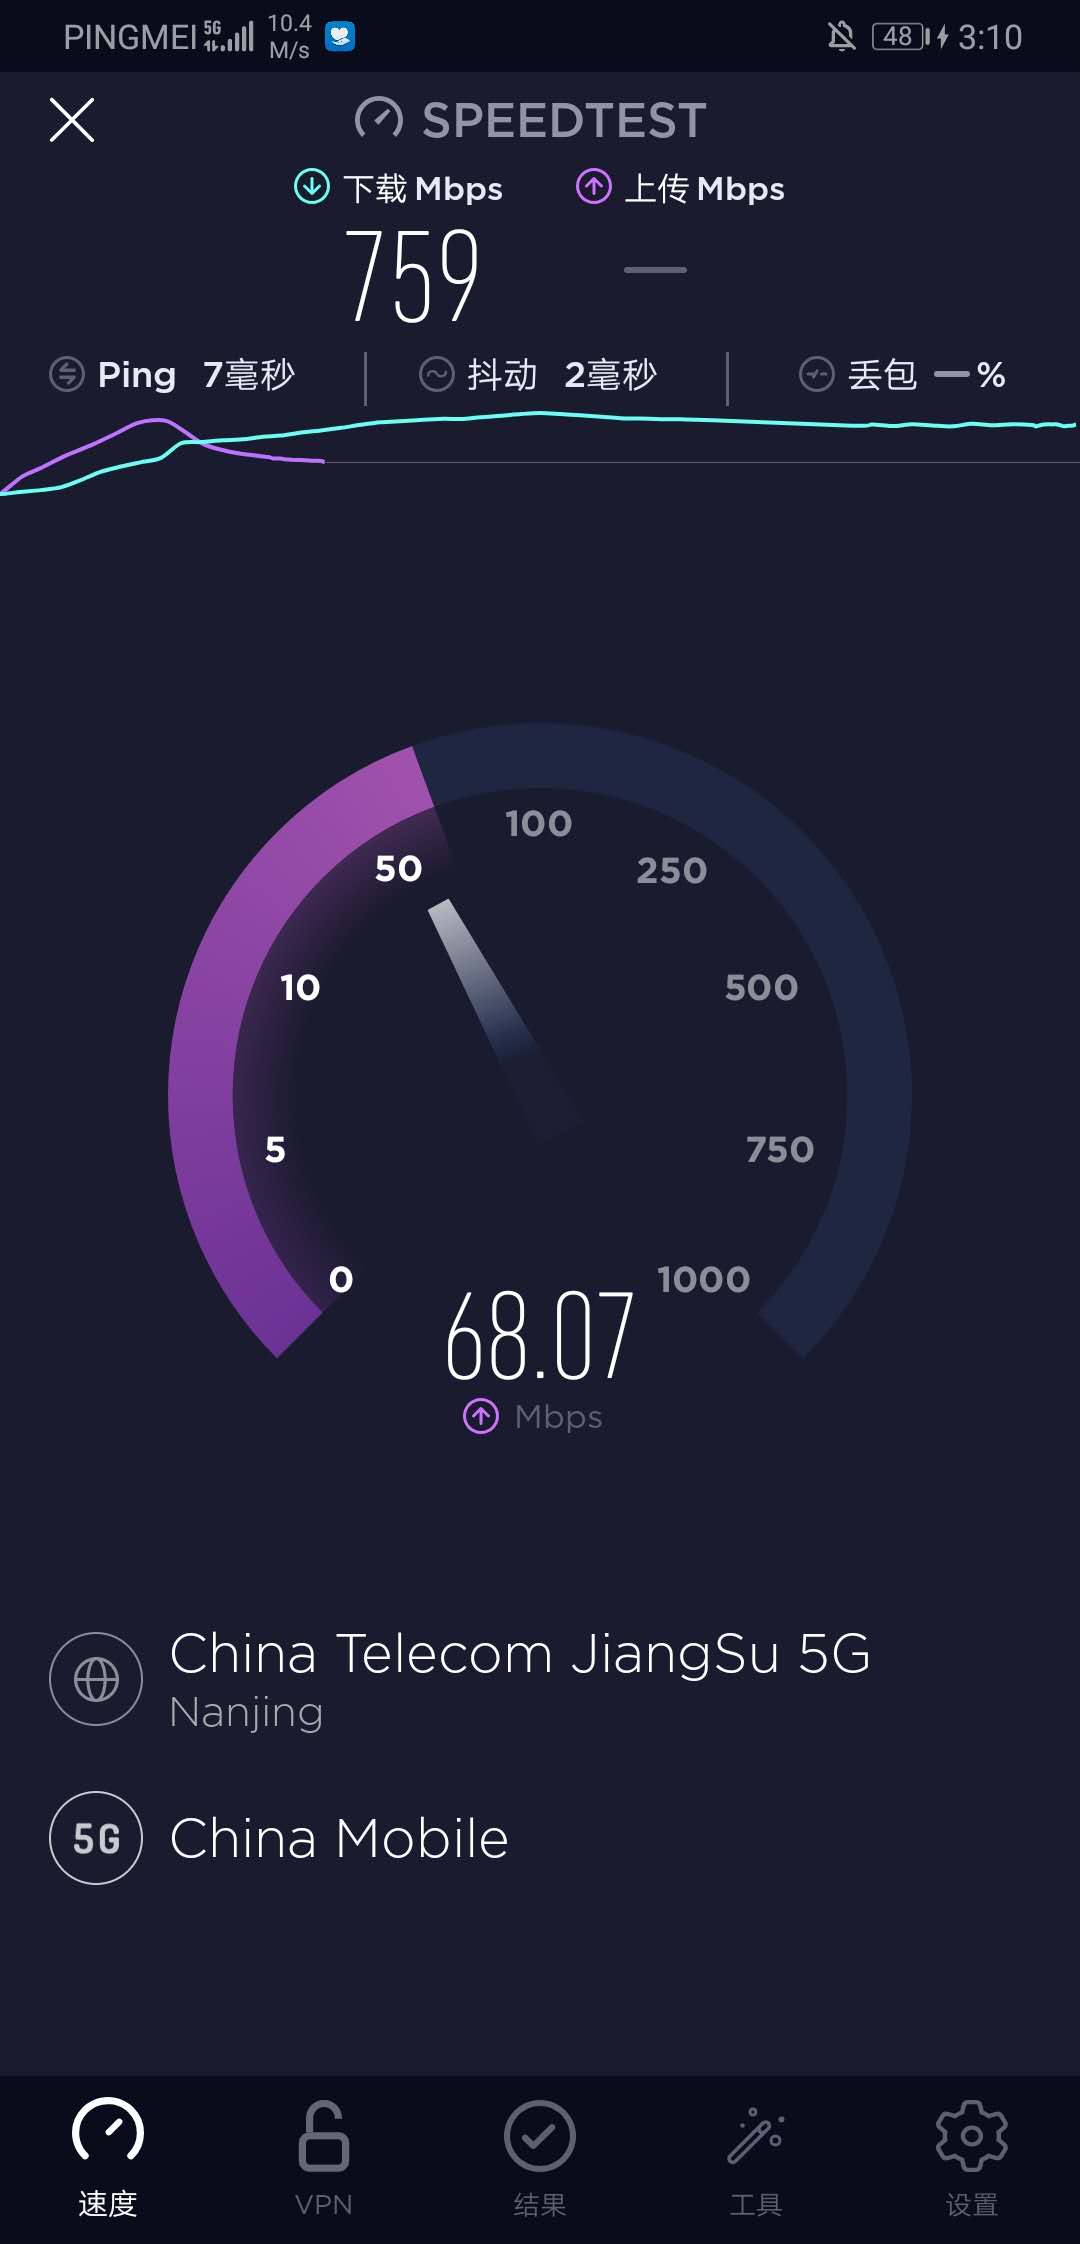 PINGMEI 5G 10.4 M/s 48 3:10
SPEEDTEST
下载 Mbps 上传 Mbps
759 —
Ping 7毫秒 抖动 2毫秒 丢包 —%
100
50 250
10 500
5 750
0 1000
68.07
Mbps
China Telecom JiangSu 5G
Nanjing
5G China Mobile
速度 VPN 结果 工具 设置